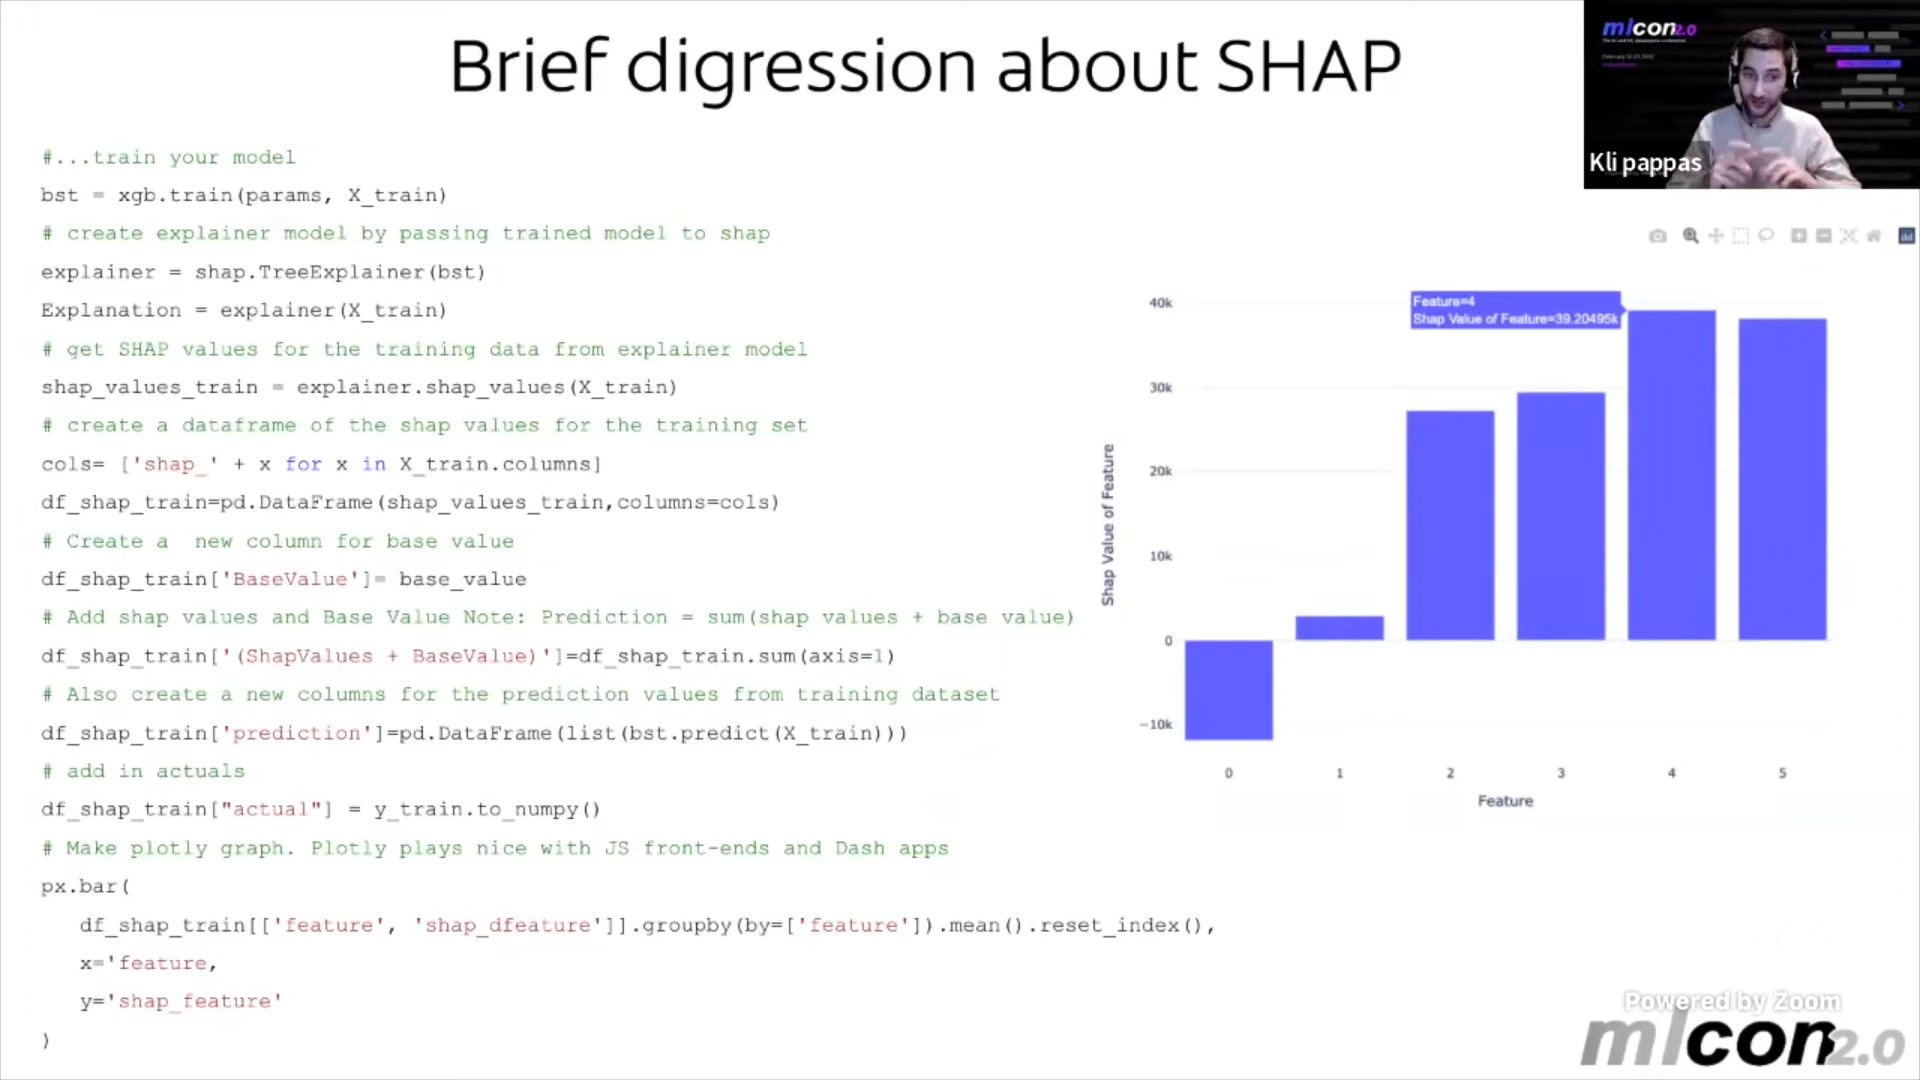 Brief digression about SHAP
mlcon2.0
Kli pappas
#...train your model
bst = xgb.train(params, X_train)
# create explainer model by passing trained model to shap
explainer = shap.TreeExplainer(bst)
Explanation = explainer(X_train)
# get SHAP values for the training data from explainer model
shap_values_train = explainer.shap_values(X_train)
# create a dataframe of the shap values for the training set
cols= ['shap_' + x for x in X_train.columns]
df_shap_train=pd.DataFrame(shap_values_train,columns=cols)
# Create a  new column for base value
df_shap_train['BaseValue']= base_value
# Add shap values and Base Value Note: Prediction = sum(shap values + base value)
df_shap_train['(ShapValues + BaseValue)']=df_shap_train.sum(axis=1)
# Also create a new columns for the prediction values from training dataset
df_shap_train['prediction']=pd.DataFrame(list(bst.predict(X_train)))
# add in actuals
df_shap_train["actual"] = y_train.to_numpy()
# Make plotly graph. Plotly plays nice with JS front-ends and Dash apps
px.bar(
df_shap_train[['feature', 'shap_dfeature']].groupby(by=['feature']).mean().reset_index(),
x='feature,
y='shap_feature'
)
Feature=4
Shap Value of Feature=39.20495k
40k
30k
20k
10k
0
−10k
Shap Value of Feature
0 1 2 3 4 5
Feature
Powered by Zoom
mlcon2.0